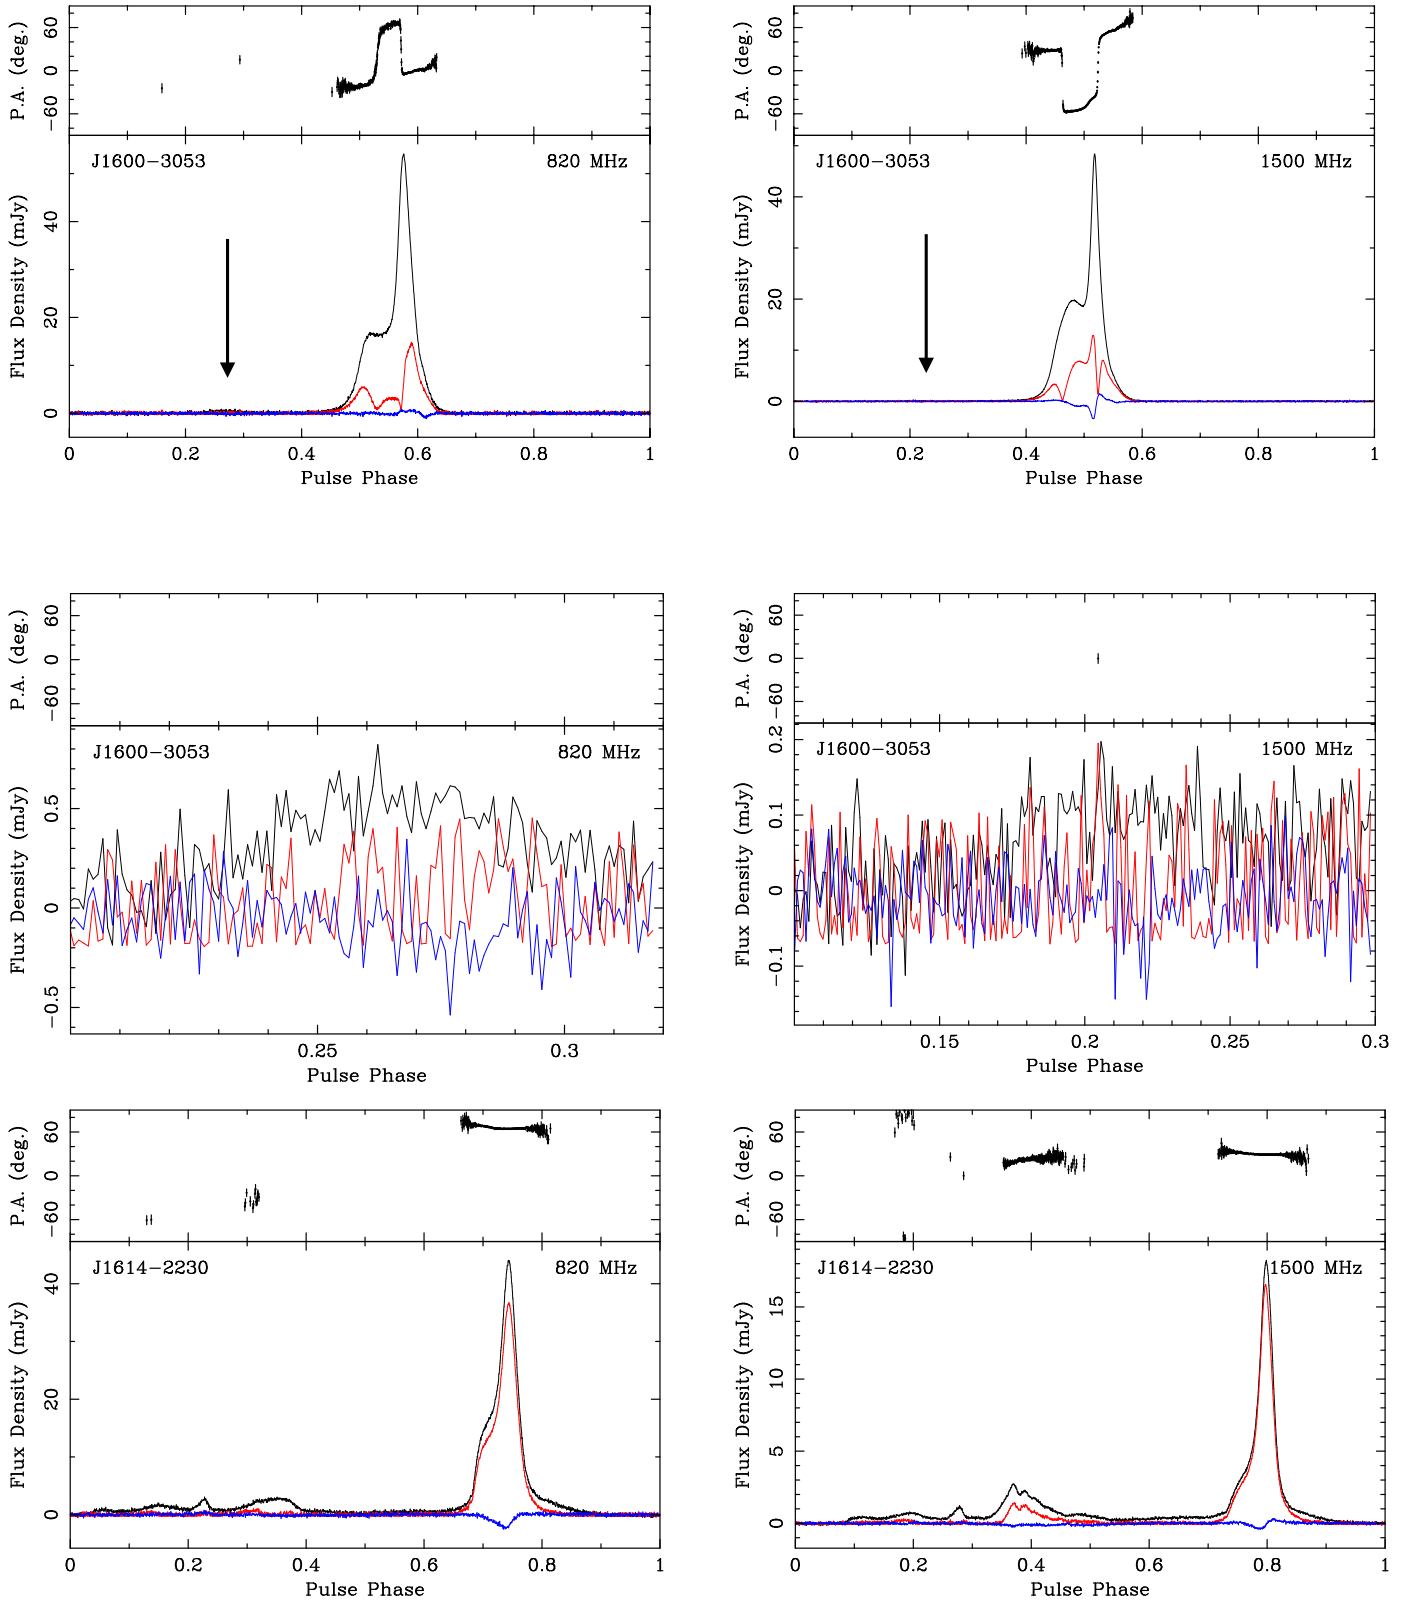 P.A. (deg.)
60
0
−60
J1600−3053
820 MHz
Flux Density (mJy)
40
20
0
0
0.2
0.4
0.6
0.8
1
Pulse Phase
P.A. (deg.)
60
0
−60
J1600−3053
1500 MHz
Flux Density (mJy)
40
20
0
0
0.2
0.4
0.6
0.8
1
Pulse Phase
P.A. (deg.)
60
0
−60
J1600−3053
820 MHz
Flux Density (mJy)
0.5
0
−0.5
0.25
0.3
Pulse Phase
P.A. (deg.)
60
0
−60
J1600−3053
1500 MHz
Flux Density (mJy)
0.2
0.1
0
−0.1
0.15
0.2
0.25
0.3
Pulse Phase
P.A. (deg.)
60
0
−60
J1614−2230
820 MHz
Flux Density (mJy)
40
20
0
0
0.2
0.4
0.6
0.8
1
Pulse Phase
P.A. (deg.)
60
0
−60
J1614−2230
1500 MHz
Flux Density (mJy)
15
10
5
0
0
0.2
0.4
0.6
0.8
1
Pulse Phase